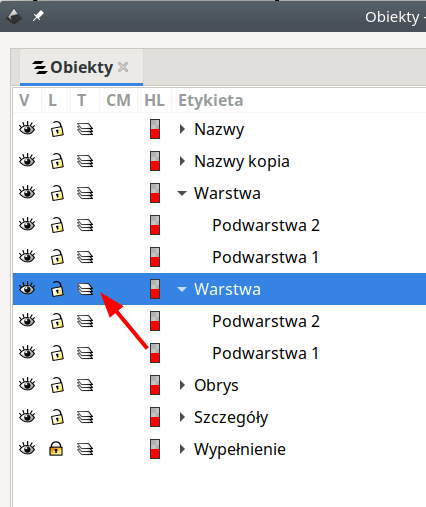 Obiekty -
Obiekty
V L T CM HL Etykieta
Nazwy
Nazwy kopia
Warstwa
Podwarstwa 2
Podwarstwa 1
Warstwa
Podwarstwa 2
Podwarstwa 1
Obrys
Szczegóły
Wypełnienie